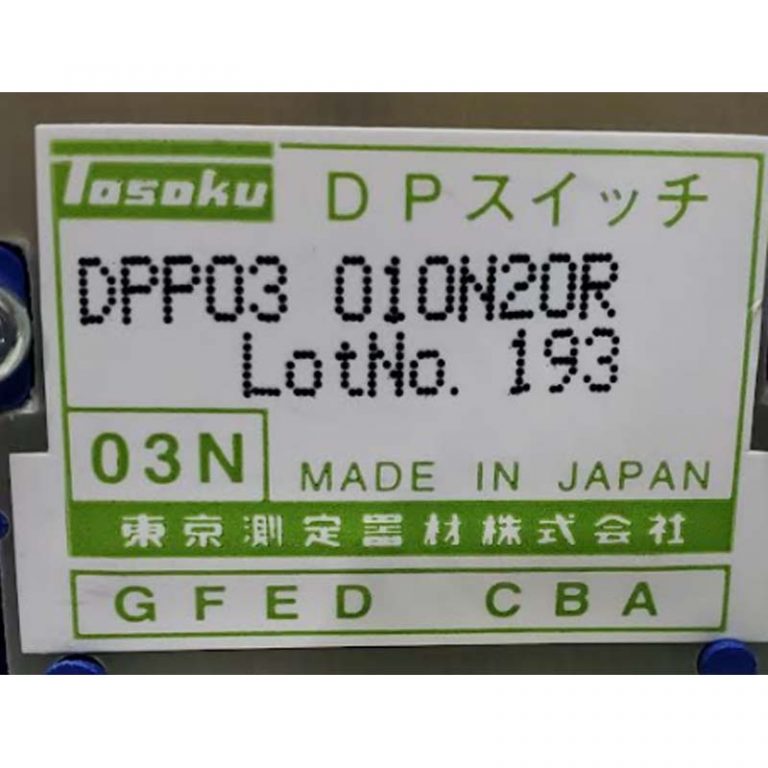 Tosoku DPスイッチ
DPP03 010N20R
LotNo. 193
03N MADE IN JAPAN
東京測定器材株式会社
GFED CBA